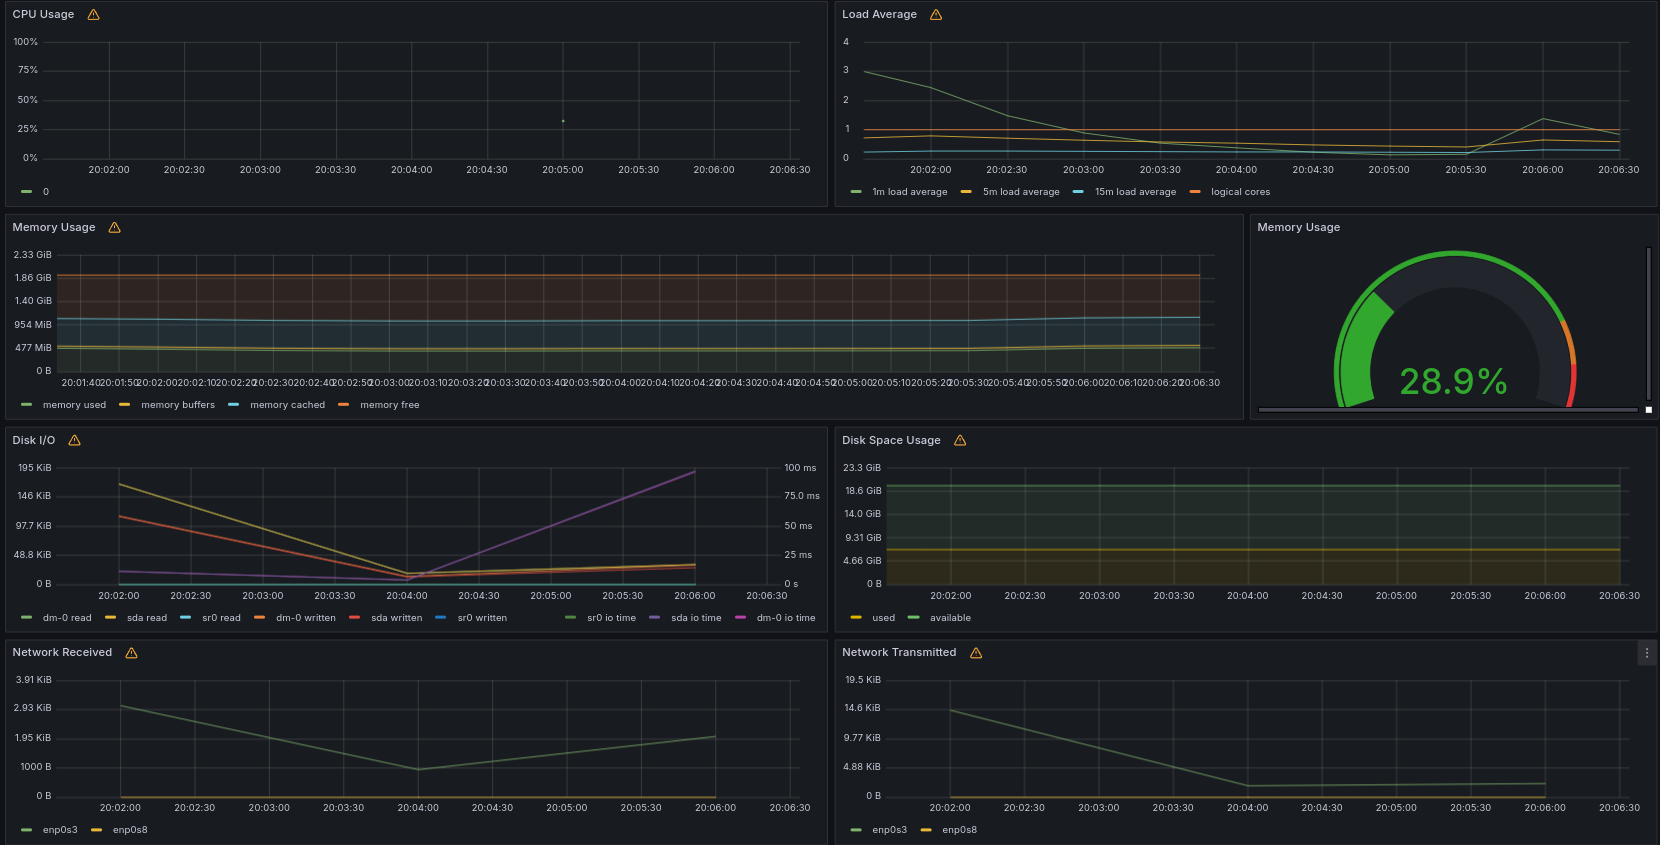 CPU Usage
100%
75%
50%
25%
0%
20:02:00 20:02:30 20:03:00 20:03:30 20:04:00 20:04:30 20:05:00 20:05:30 20:06:00 20:06:30
0
Load Average
4
3
2
1
0
20:02:00 20:02:30 20:03:00 20:03:30 20:04:00 20:04:30 20:05:00 20:05:30 20:06:00 20:06:30
1m load average 5m load average 15m load average logical cores
Memory Usage
2.33 GiB
1.86 GiB
1.40 GiB
954 MiB
477 MiB
0 B
20:01:40 20:01:50 20:02:00 20:02:10 20:02:20 20:02:30 20:02:40 20:02:50 20:03:00 20:03:10 20:03:20 20:03:30 20:03:40 20:03:50 20:04:00 20:04:10 20:04:20 20:04:30 20:04:40 20:04:50 20:05:00 20:05:10 20:05:20 20:05:30 20:05:40 20:05:50 20:06:00 20:06:10 20:06:20 20:06:30
memory used memory buffers memory cached memory free
Memory Usage
28.9%
Disk I/O
195 KiB 100 ms
146 KiB 75.0 ms
97.7 KiB 50 ms
48.8 KiB 25 ms
0 B 0 s
20:02:00 20:02:30 20:03:00 20:03:30 20:04:00 20:04:30 20:05:00 20:05:30 20:06:00 20:06:30
dm-0 read sda read sr0 read dm-0 written sda written sr0 written sr0 io time sda io time dm-0 io time
Disk Space Usage
23.3 GiB
18.6 GiB
14.0 GiB
9.31 GiB
4.66 GiB
0 B
20:02:00 20:02:30 20:03:00 20:03:30 20:04:00 20:04:30 20:05:00 20:05:30 20:06:00 20:06:30
used available
Network Received
3.91 KiB
2.93 KiB
1.95 KiB
1000 B
0 B
20:02:00 20:02:30 20:03:00 20:03:30 20:04:00 20:04:30 20:05:00 20:05:30 20:06:00 20:06:30
enp0s3 enp0s8
Network Transmitted
19.5 KiB
14.6 KiB
9.77 KiB
4.88 KiB
0 B
20:02:00 20:02:30 20:03:00 20:03:30 20:04:00 20:04:30 20:05:00 20:05:30 20:06:00 20:06:30
enp0s3 enp0s8